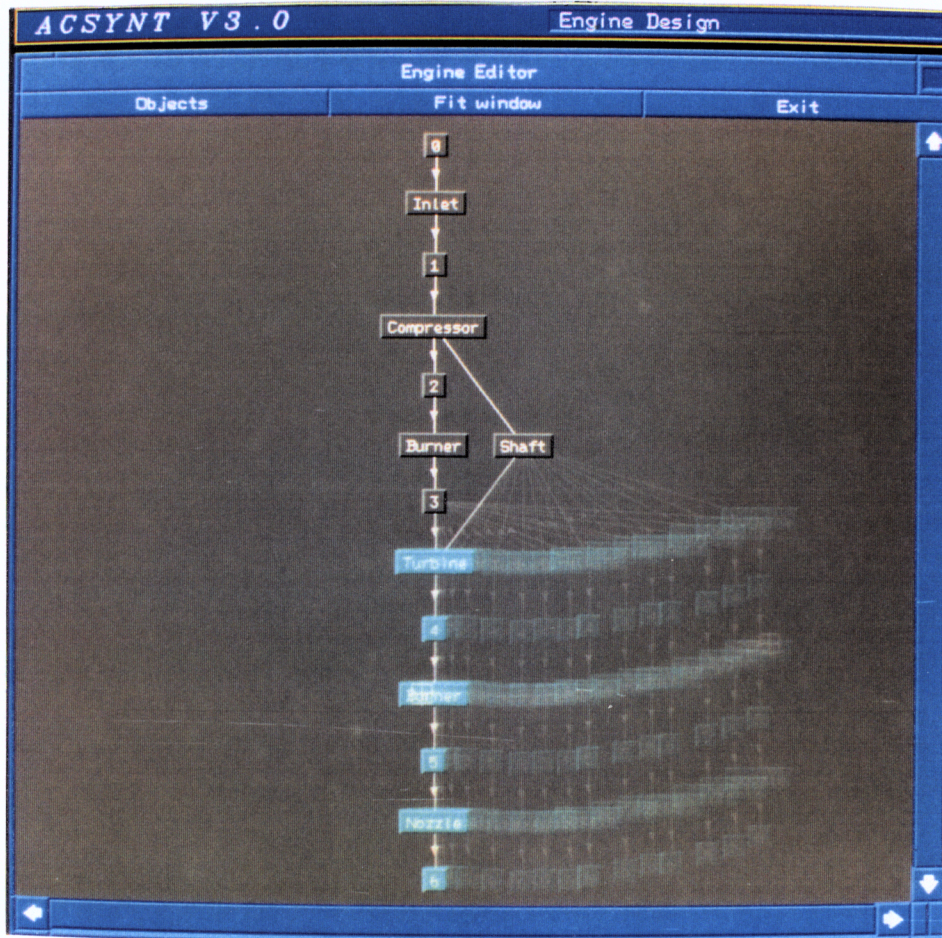 ACSYNT V3.0
Engine Design
Engine Editor
Objects
Fit window
Exit
0
Inlet
1
Compressor
2
Burner
Shaft
3
Turbine
4
Burner
5
Nozzle
6